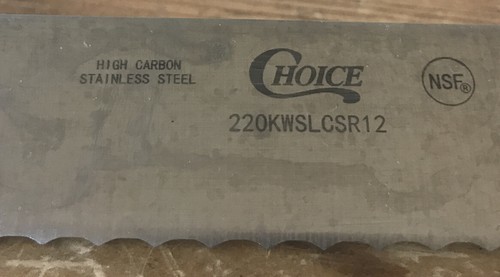 HIGH CARBON
STAINLESS STEEL
CHOICE
NSF®
220KWSLCSR12